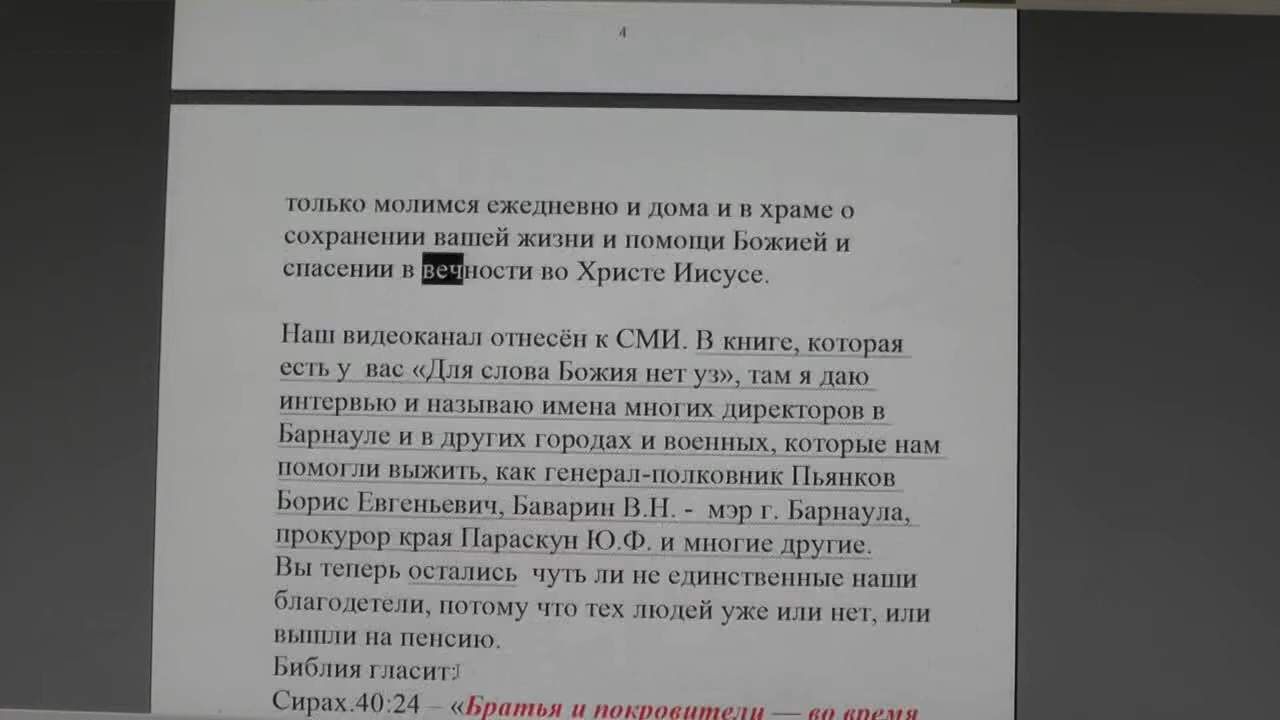 4
только молимся ежедневно и дома и в храме о
сохранении вашей жизни и помощи Божией и
спасении в вечности во Христе Иисусе.
Наш видеоканал отнесён к СМИ. В книге, которая
есть у вас «Для слова Божия нет уз», там я даю
интервью и называю имена многих директоров в
Барнауле и в других городах и военных, которые нам
помогли выжить, как генерал-полковник Пьянков
Борис Евгеньевич, Баварин В.Н. - мэр г. Барнаула,
прокурор края Параскун Ю.Ф. и многие другие.
Вы теперь остались чуть ли не единственные наши
благодетели, потому что тех людей уже или нет, или
вышли на пенсию.
Библия гласит:
Сирах.40:24 – «Братья и покровители — во время